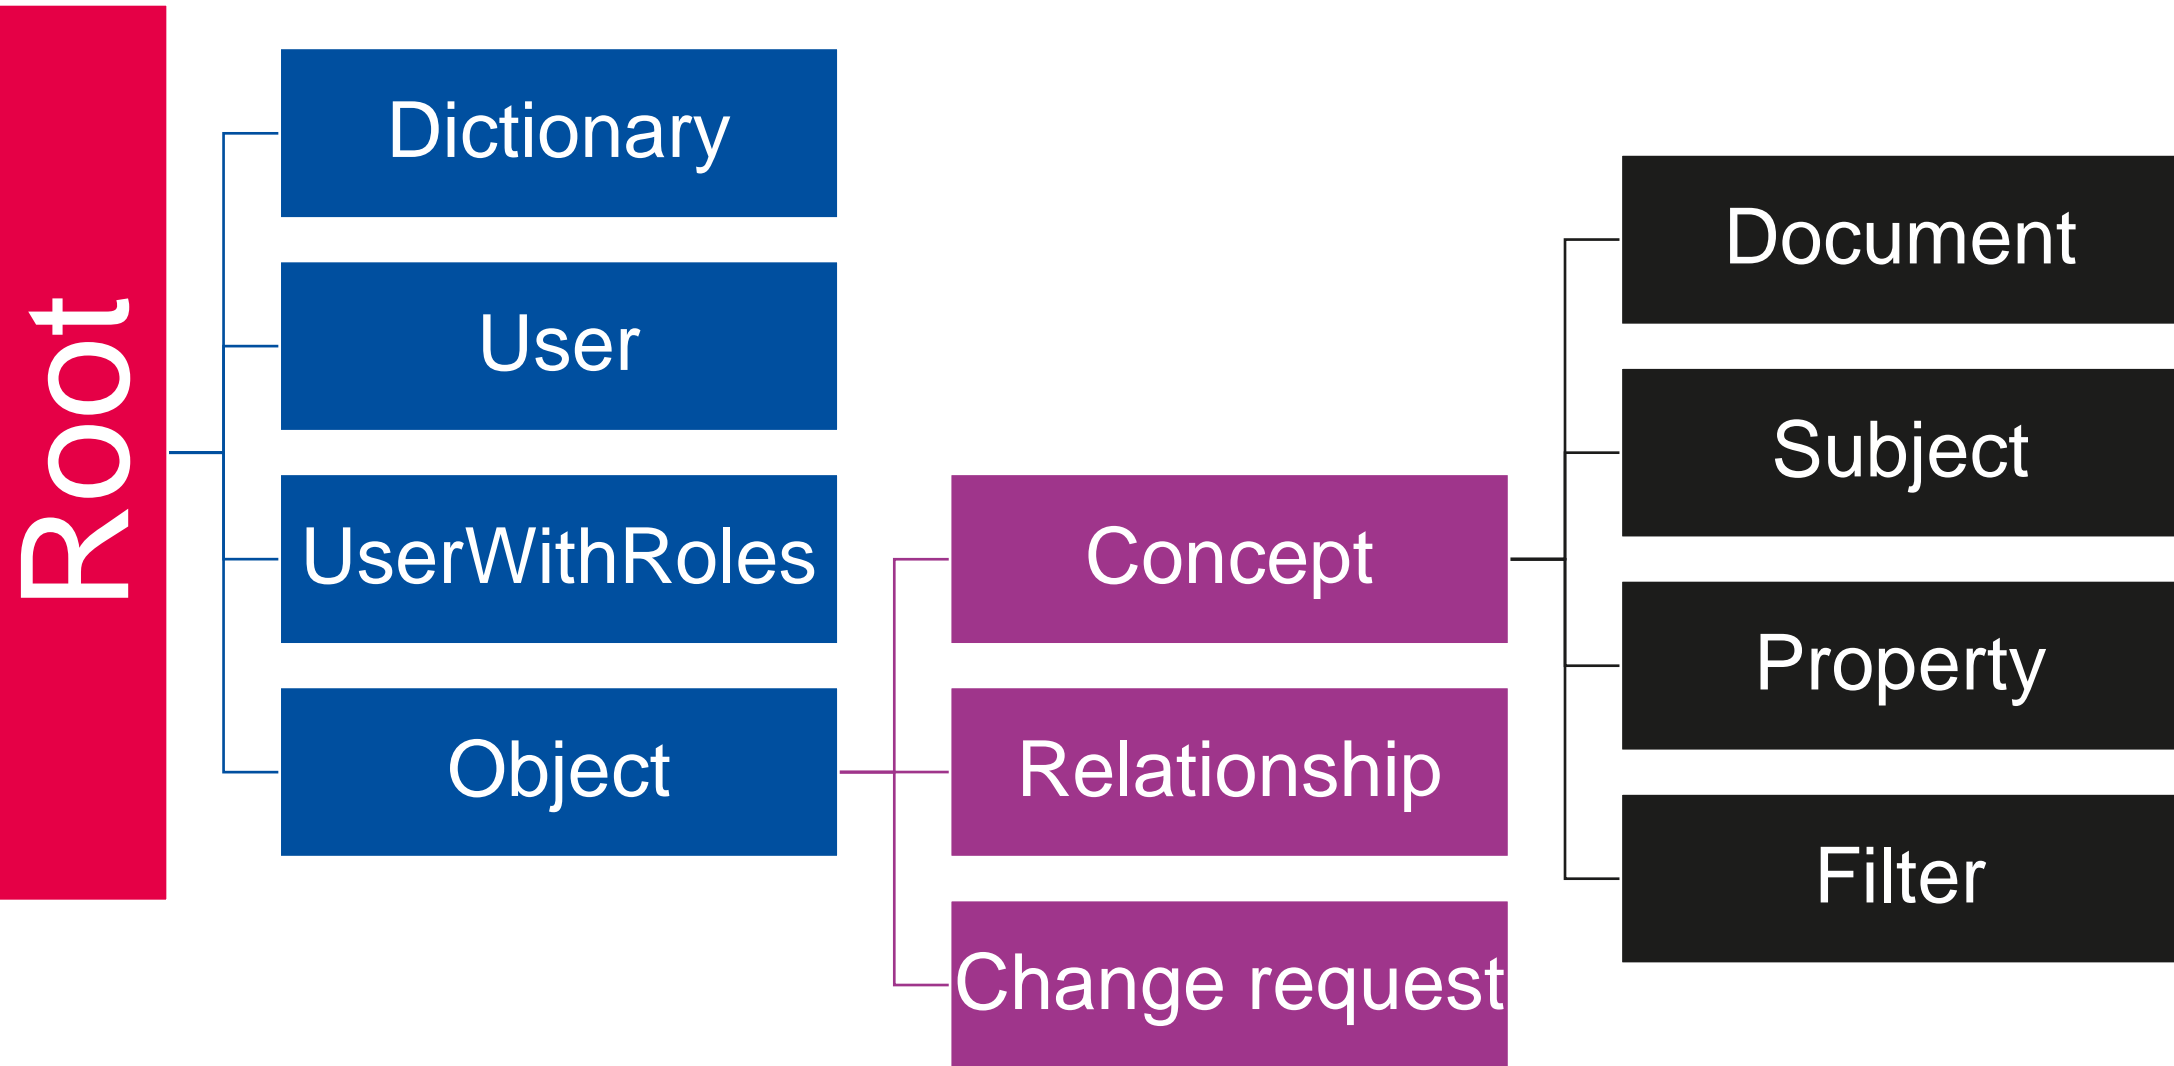 Root
Dictionary
User
UserWithRoles
Object
Concept
Relationship
Change request
Document
Subject
Property
Filter